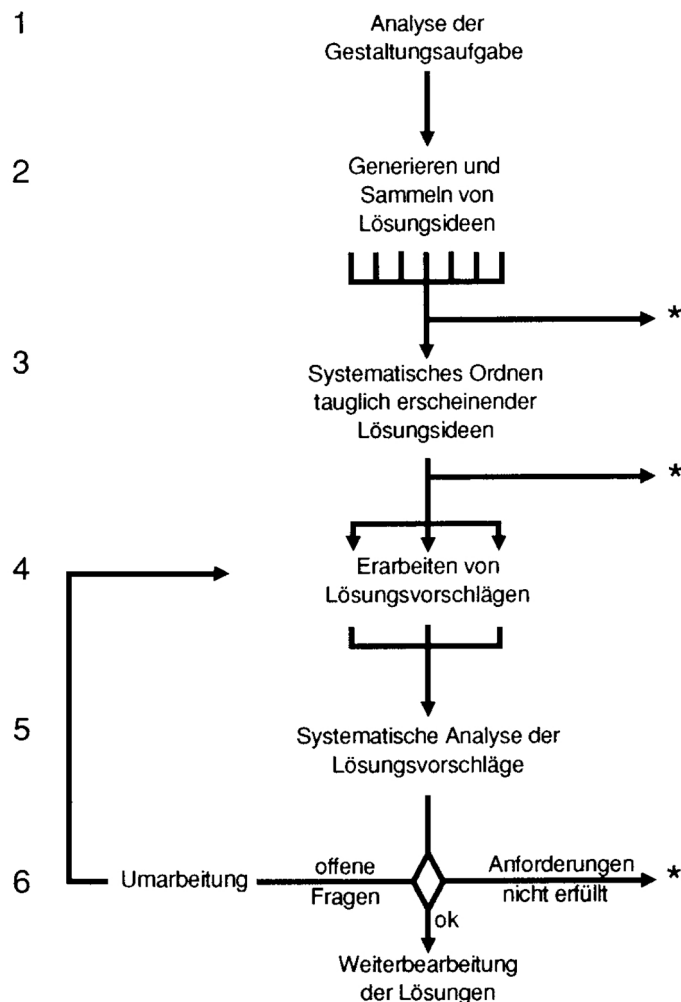 1
Analyse der
Gestaltungsaufgabe
2
Generieren und
Sammeln von
Lösungsideen
*
3
Systematisches Ordnen
tauglich erscheinender
Lösungsideen
*
4
Erarbeiten von
Lösungsvorschlägen
5
Systematische Analyse der
Lösungsvorschläge
6
Umarbeitung
offene
Fragen
Anforderungen
nicht erfüllt
*
ok
Weiterbearbeitung
der Lösungen